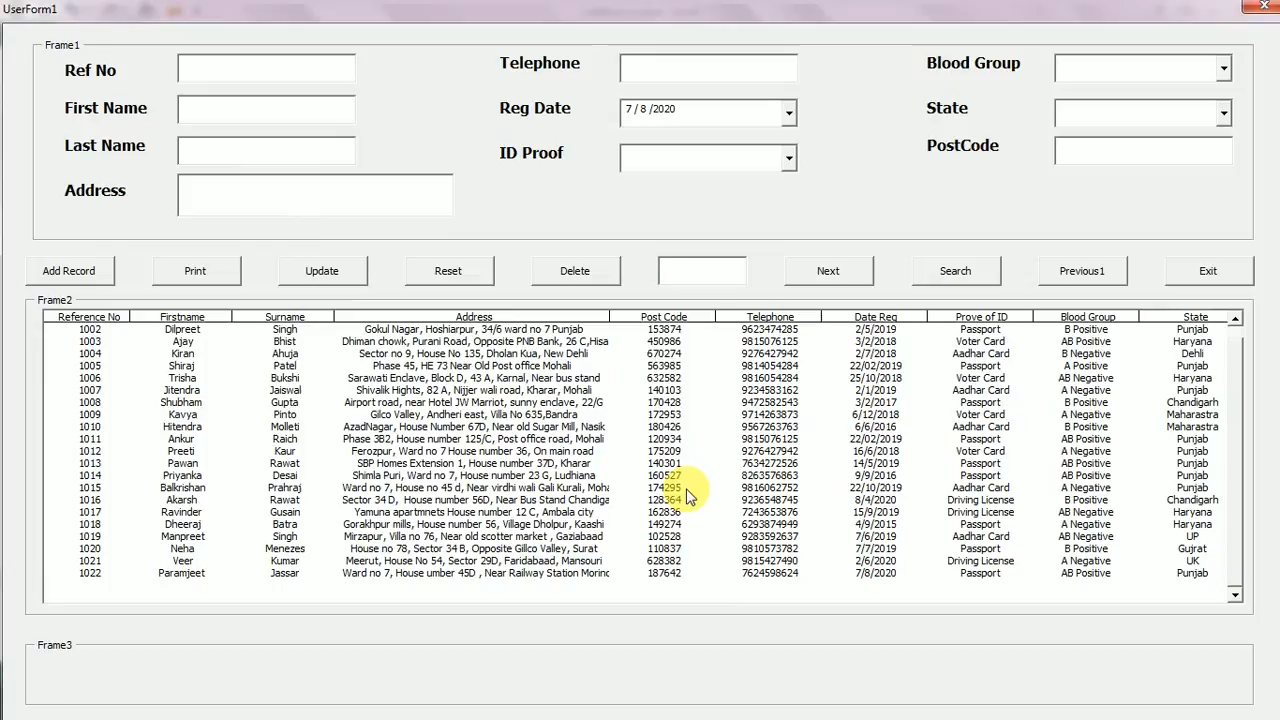 UserForm1
Frame1
Ref No
Telephone
Blood Group
First Name
Reg Date
7 / 8 /2020
State
Last Name
ID Proof
PostCode
Address
Add Record
Print
Update
Reset
Delete
Next
Search
Previous1
Exit
Frame2
Reference No Firstname Surname Address Post Code Telephone Date Reg Prove of ID Blood Group State
1002 Dilpreet Singh Gokul Nagar, Hoshiarpur, 34/6 ward no 7 Punjab 153874 9623474285 2/5/2019 Passport B Positive Punjab
1003 Ajay Bhist Dhiman chowk, Purani Road, Opposite PNB Bank, 26 C,Hisa 450986 9815076125 3/2/2018 Voter Card AB Positive Haryana
1004 Kiran Ahuja Sector no 9, House No 135, Dholan Kua, New Delhi 670274 9276427942 2/7/2018 Aadhar Card B Negative Dehli
1005 Shiraj Patel Phase 45, HE 73 Near Post Office Mohali 563985 9814054284 22/02/2019 Passport A Positive Punjab
1006 Trisha Bukshi Sarawati Enclave, Block D, 43 A, Karnal, Near bus stand 632582 9816054284 25/10/2018 Voter Card AB Negative Haryana
1007 Jitendra Jaiswal Shivalik Hights, 82 A, Nijjer wali road, Kharar, Mohali 140103 9234583162 2/1/2019 Aadhar Card A Negative Punjab
1008 Shubham Gupta Airport road, near Hotel JW Marriot, sunny enclave, 22/G 170428 9472582543 3/2/2017 Passport B Positive Chandigarh
1009 Kavya Pinto Gilco Valley, Andheri east, Villa No 635,Bandra 172953 9714263873 6/12/2018 Voter Card A Negative Maharastra
1010 Hitendra Molleti AzadNagar, House Number 67D, Near old Sugar Mill, Nasik 180426 9567263763 6/6/2016 Aadhar Card B Negative Maharastra
1011 Ankur Raich Phase 3B2, House number 125/C, Post office road, Mohali 120934 9815076125 22/02/2019 Passport AB Positive Punjab
1012 Preeti Kaur Ferozpur, Ward no 7 House number 36, On main road 175209 9276427942 16/6/2018 Voter Card A Negative Punjab
1013 Pawan Rawat SBP Homes Extension 1, House number 37D, Kharar 140301 7634272526 14/5/2019 Passport B Positive Punjab
1014 Priyanka Desai Shimla Puri, Ward no 7, House number 23 G, Ludhiana 160527 8263576863 9/9/2016 Passport AB Positive Punjab
1015 Balkrishan Prahraj Ward no 7, House no 45 d, Near virdhi wali Gali Kurali, Moha 174295 9816062752 22/10/2019 Aadhar Card A Negative Punjab
1016 Akarsh Rawat Sector 34 D, House number 56D, Near Bus Stand Chandiga 128364 9236548745 8/4/2020 Driving License B Positive Chandigarh
1017 Ravinder Gusain Yamuna apartmnets House number 12 C, Ambala city 162836 7243653876 15/9/2019 Passport A Negative Haryana
1018 Dheeraj Batra Gorakhpur mills, House number 56, Village Dholpur, Kaashi 149274 6293874949 4/9/2015 Passport A Negative Haryana
1019 Manpreet Singh Mirzapur, Villa no 76, Near old scotter market , Gaziabaad 102528 9283592637 7/6/2019 Aadhar Card AB Negative UP
1020 Neha Menezes House no 78, Sector 34 B, Opposite Gilco Valley, Surat 110837 9810573782 7/7/2019 Passport B Positive Gujrat
1021 Veer Kumar Meerut, House No 54, Sector 29D, Faridabaad, Mansouri 628382 9815427490 2/6/2020 Driving License A Negative UK
1022 Paramjeet Jassar Ward no 7, House umber 45D , Near Railway Station Morinc 187642 7624598624 7/8/2020 Passport AB Positive Punjab
Frame3